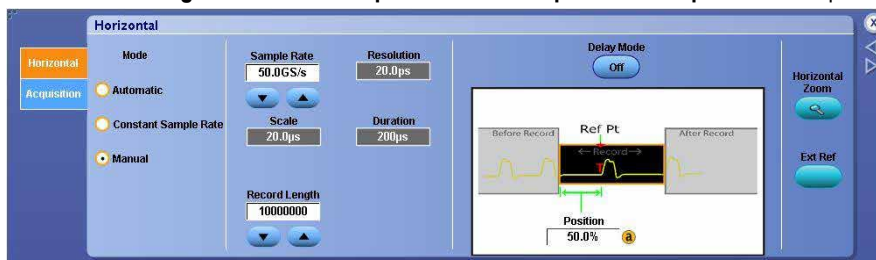 Horizontal
Horizontal
Acquisition
Mode
Automatic
Constant Sample Rate
Manual
Sample Rate
50.0GS/s
Scale
20.0µs
Record Length
10000000
Resolution
20.0ps
Duration
200µs
Delay Mode
Off
Before Record
Ref Pt
Record
After Record
T
Position
50.0%
a
Horizontal
Zoom
Ext Ref
X